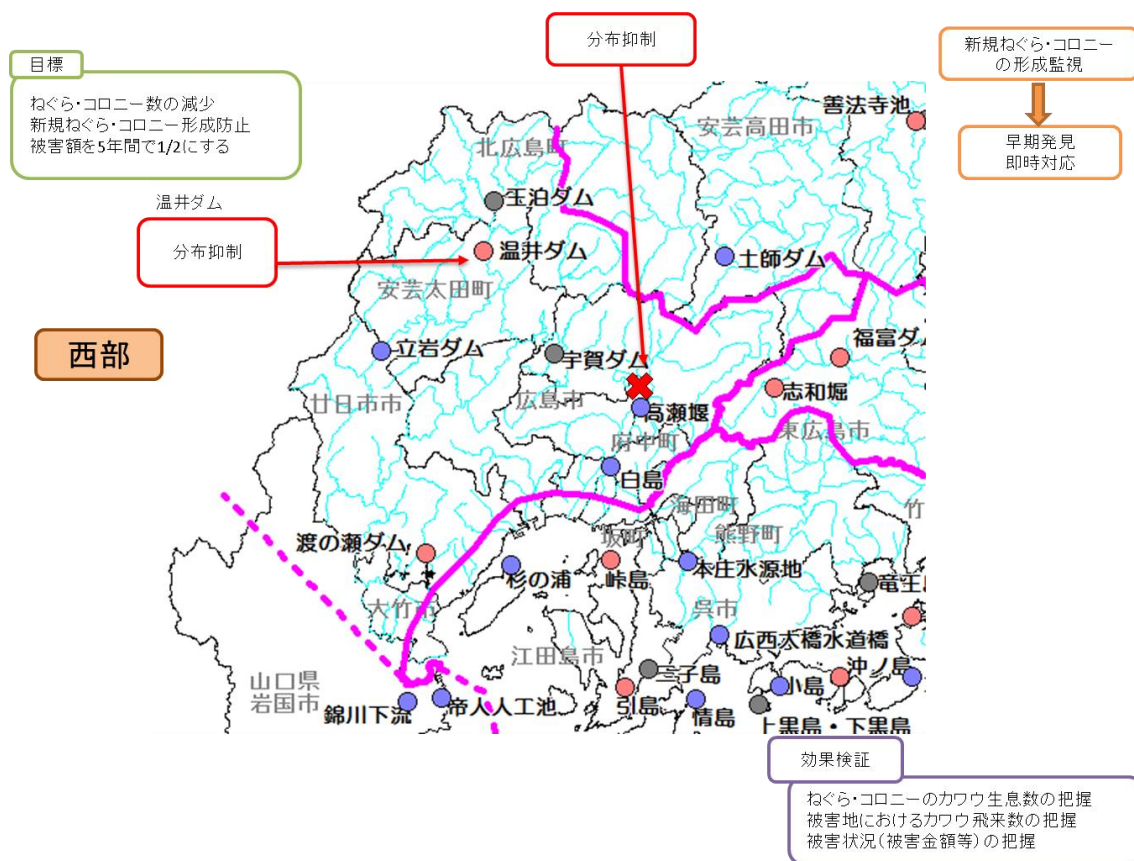 分布抑制
目標
ねぐら・コロニー数の減少
新規ねぐら・コロニー形成防止
被害額を5年間で1/2にする
新規ねぐら・コロニー
の形成監視
早期発見
即時対応
善法寺池
安芸高田市
北広島町
玉泊ダム
温井ダム
分布抑制
温井ダム
土師ダム
安芸太田町
西部
立岩ダム
宇賀ダム
福富ダム
志和堀
廿日市市
広島市
高瀬堰
府中町
東広島市
白島
海田町
竹
渡の瀬ダム
坂町
熊野町
杉の浦
峠島
本庄水源地
竜王島
大竹市
呉市
広西大橋水道橋
江田島市
三子島
沖ノ島
小島
山口県
岩国市
錦川下流
帝人人工池
引島
情島
上黒島・下黒島
効果検証
ねぐら・コロニーのカワウ生息数の把握
被害地におけるカワウ飛来数の把握
被害状況(被害金額等)の把握